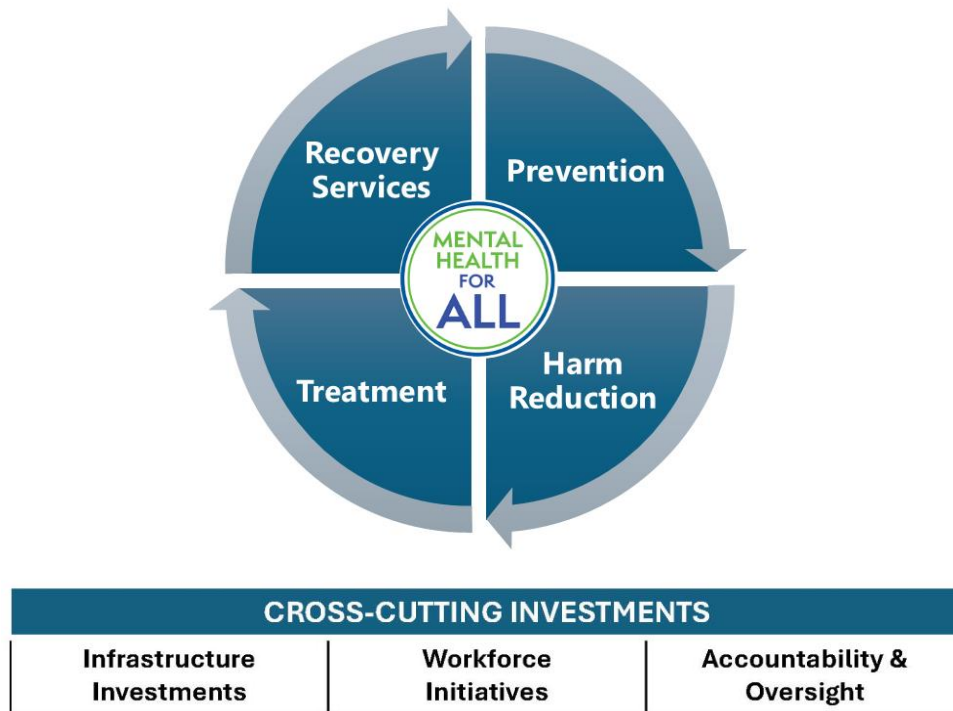 Recovery
Services
Prevention
MENTAL
HEALTH
FOR
ALL
Treatment
Harm
Reduction
CROSS-CUTTING INVESTMENTS
Infrastructure
Investments
Workforce
Initiatives
Accountability &
Oversight